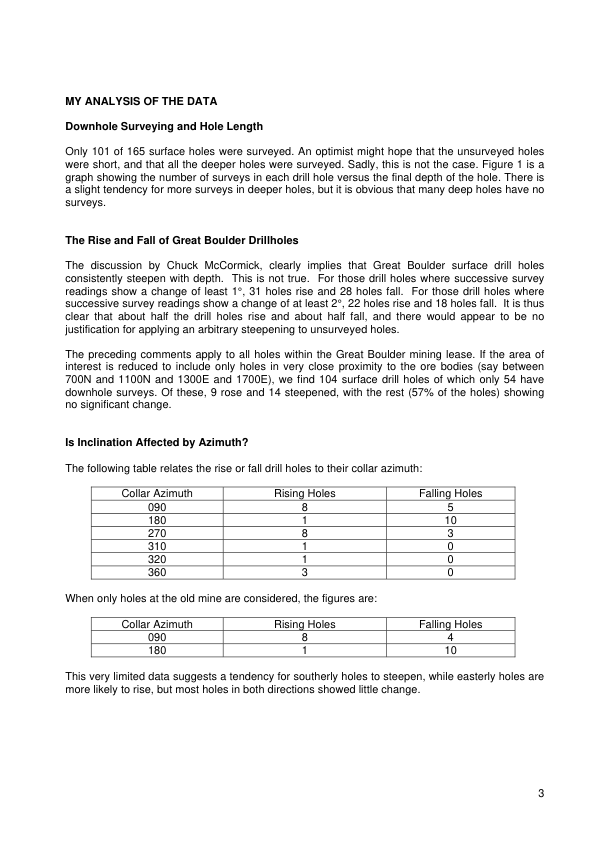 MY ANALYSIS OF THE DATA
Downhole Surveying and Hole Length
Only 101 of 165 surface holes were surveyed. An optimist might hope that the unsurveyed holes
were short, and that all the deeper holes were surveyed. Sadly, this is not the case. Figure 1 is a
graph showing the number of surveys in each drill hole versus the final depth of the hole. There is
a slight tendency for more surveys in deeper holes, but it is obvious that many deep holes have no
surveys.
The Rise and Fall of Great Boulder Drillholes
The discussion by Chuck McCormick, clearly implies that Great Boulder surface drill holes
consistently steepen with depth. This is not true. For those drill holes where successive survey
readings show a change of least 1°, 31 holes rise and 28 holes fall. For those drill holes where
successive survey readings show a change of at least 2°, 22 holes rise and 18 holes fall. It is thus
clear that about half the drill holes rise and about half fall, and there would appear to be no
justification for applying an arbitrary steepening to unsurveyed holes.
The preceding comments apply to all holes within the Great Boulder mining lease. If the area of
interest is reduced to include only holes in very close proximity to the ore bodies (say between
700N and 1100N and 1300E and 1700E), we find 104 surface drill holes of which only 54 have
downhole surveys. Of these, 9 rose and 14 steepened, with the rest (57% of the holes) showing
no significant change.
Is Inclination Affected by Azimuth?
The following table relates the rise or fall drill holes to their collar azimuth:
Collar Azimuth Rising Holes Falling Holes
090 8 5
180 1 10
270 8 3
310 1 0
320 1 0
360 3 0
When only holes at the old mine are considered, the figures are:
Collar Azimuth Rising Holes Falling Holes
090 8 4
180 1 10
This very limited data suggests a tendency for southerly holes to steepen, while easterly holes are
more likely to rise, but most holes in both directions showed little change.
3